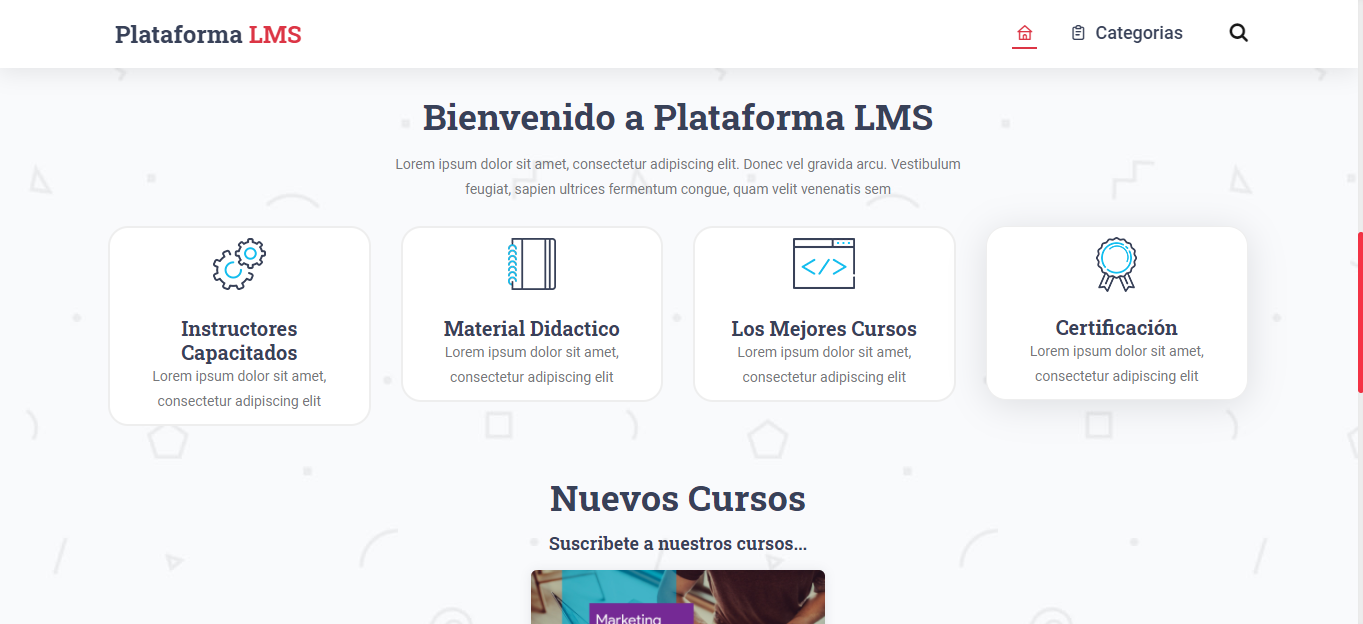 Plataforma LMS
Categorias
Bienvenido a Plataforma LMS
Lorem ipsum dolor sit amet, consectetur adipiscing elit. Donec vel gravida arcu. Vestibulum
feugiat, sapien ultrices fermentum congue, quam velit venenatis sem
Instructores
Capacitados
Lorem ipsum dolor sit amet,
consectetur adipiscing elit
Material Didactico
Lorem ipsum dolor sit amet,
consectetur adipiscing elit
</>
Los Mejores Cursos
Lorem ipsum dolor sit amet,
consectetur adipiscing elit
Certificación
Lorem ipsum dolor sit amet,
consectetur adipiscing elit
Nuevos Cursos
Suscribete a nuestros cursos...
Marketing